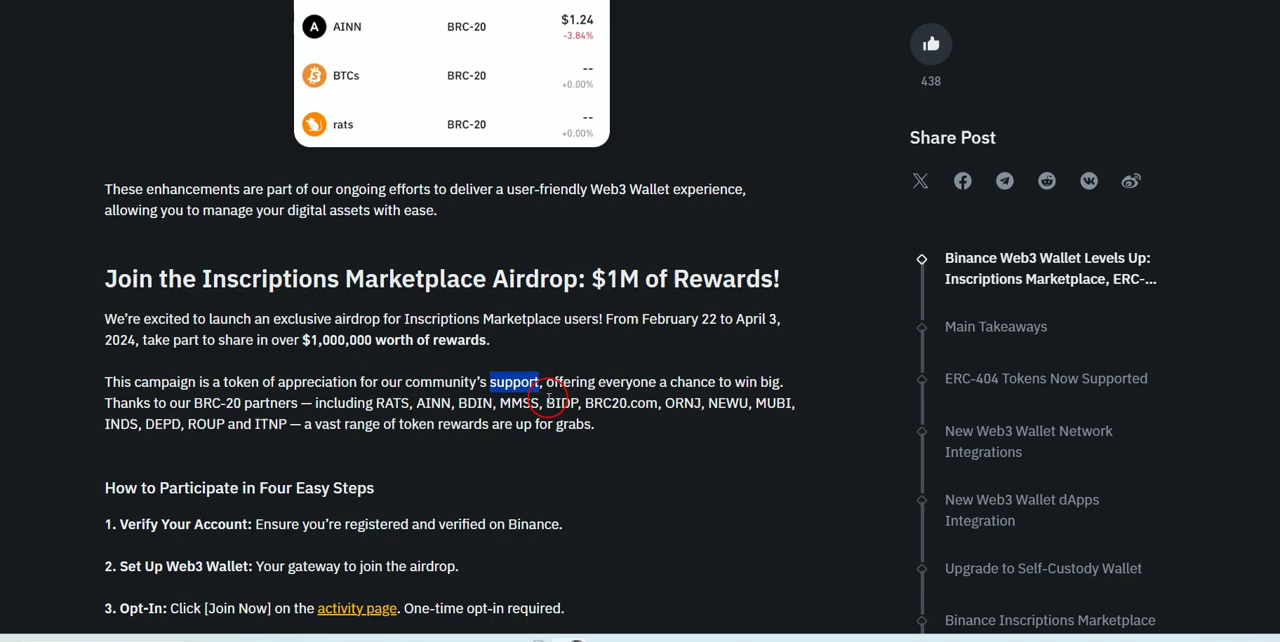 A AINN BRC-20 $1.24
-3.84%
BTCs BRC-20 --
+0.00%
rats BRC-20 --
+0.00%
These enhancements are part of our ongoing efforts to deliver a user-friendly Web3 Wallet experience,
allowing you to manage your digital assets with ease.
Join the Inscriptions Marketplace Airdrop: $1M of Rewards!
We’re excited to launch an exclusive airdrop for Inscriptions Marketplace users! From February 22 to April 3,
2024, take part to share in over $1,000,000 worth of rewards.
This campaign is a token of appreciation for our community’s support, offering everyone a chance to win big.
Thanks to our BRC-20 partners — including RATS, AINN, BDIN, MMSS, BIDP, BRC20.com, ORNJ, NEWU, MUBI,
INDS, DEPD, ROUP and ITNP — a vast range of token rewards are up for grabs.
How to Participate in Four Easy Steps
1. Verify Your Account: Ensure you’re registered and verified on Binance.
2. Set Up Web3 Wallet: Your gateway to join the airdrop.
3. Opt-In: Click [Join Now] on the activity page. One-time opt-in required.
438
Share Post
Binance Web3 Wallet Levels Up:
Inscriptions Marketplace, ERC-...
Main Takeaways
ERC-404 Tokens Now Supported
New Web3 Wallet Network
Integrations
New Web3 Wallet dApps
Integration
Upgrade to Self-Custody Wallet
Binance Inscriptions Marketplace